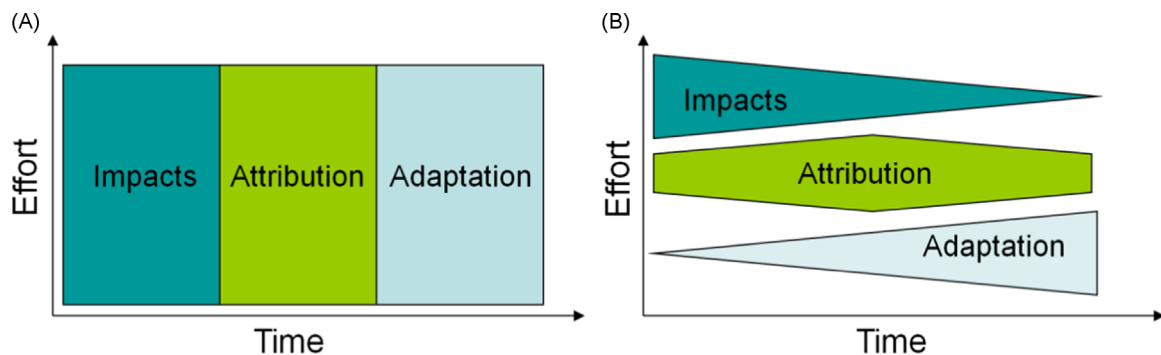 (A)
Effort
Impacts
Attribution
Adaptation
Time
(B)
Effort
Impacts
Attribution
Adaptation
Time